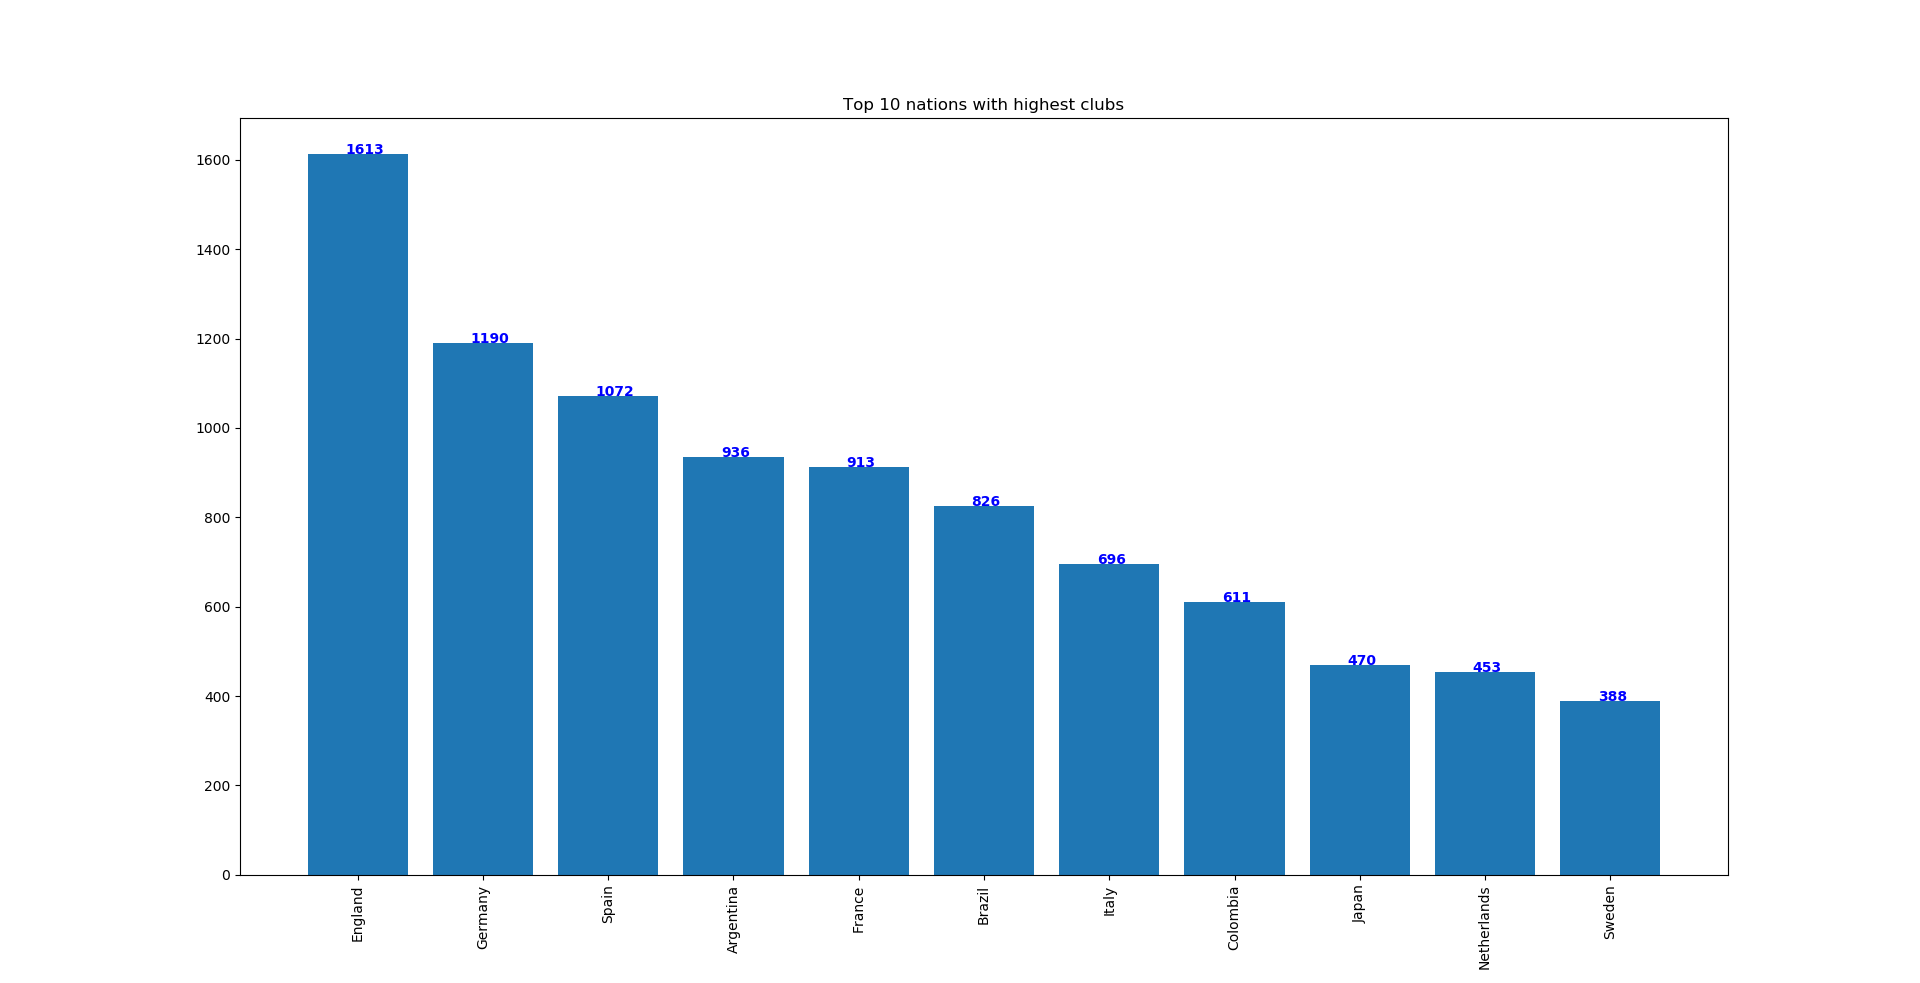 Top 10 nations with highest clubs
1600
1400
1200
1000
800
600
400
200
0
1613
1190
1072
936
913
826
696
611
470
453
388
England
Germany
Spain
Argentina
France
Brazil
Italy
Colombia
Japan
Netherlands
Sweden